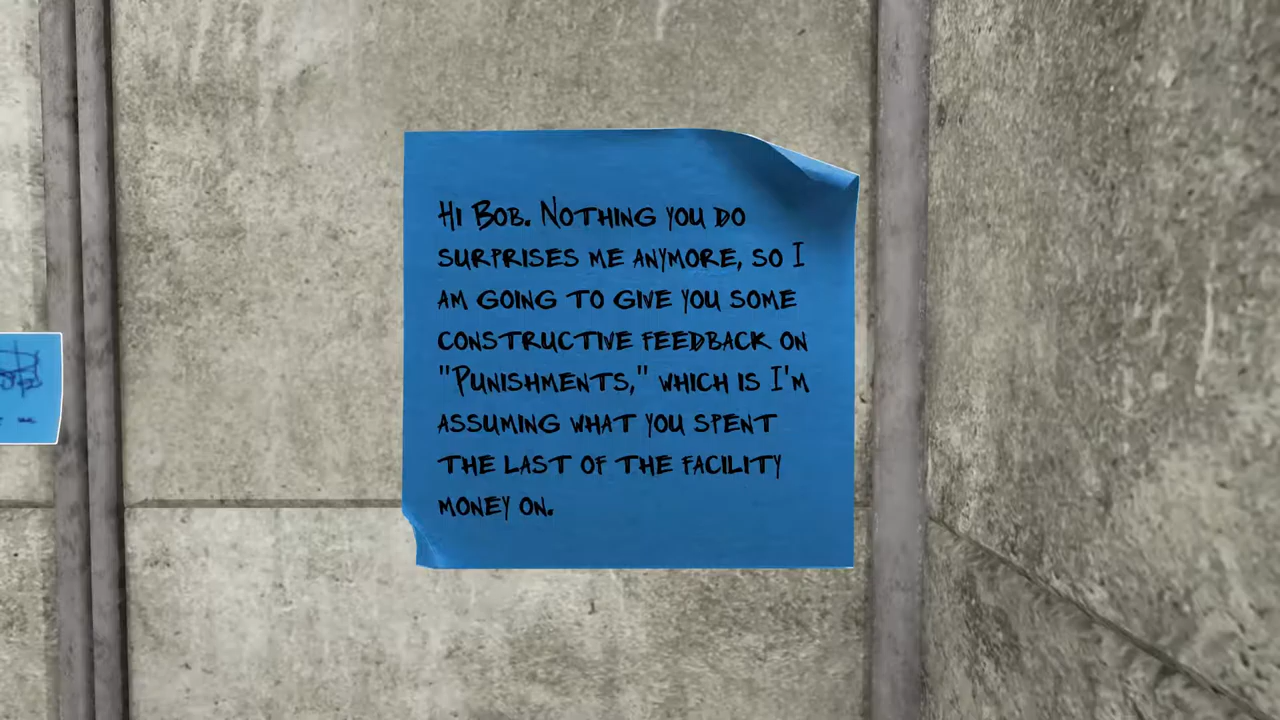 Hi Bob. Nothing you do
surprises me anymore, so I
am going to give you some
constructive feedback on
"Punishments," which is I'm
assuming what you spent
the last of the facility
money on.